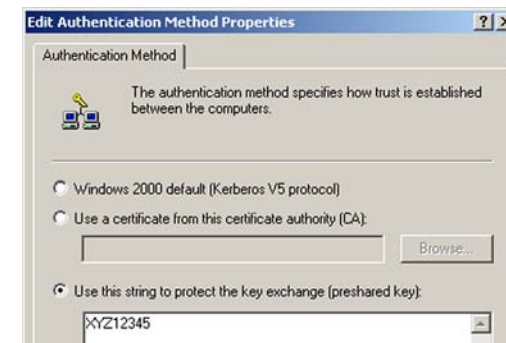 Edit Authentication Method Properties
Authentication Method
The authentication method specifies how trust is established
between the computers.
Windows 2000 default (Kerberos V5 protocol)
Use a certificate from this certificate authority (CA):
Browse...
Use this string to protect the key exchange (preshared key):
XYZ12345